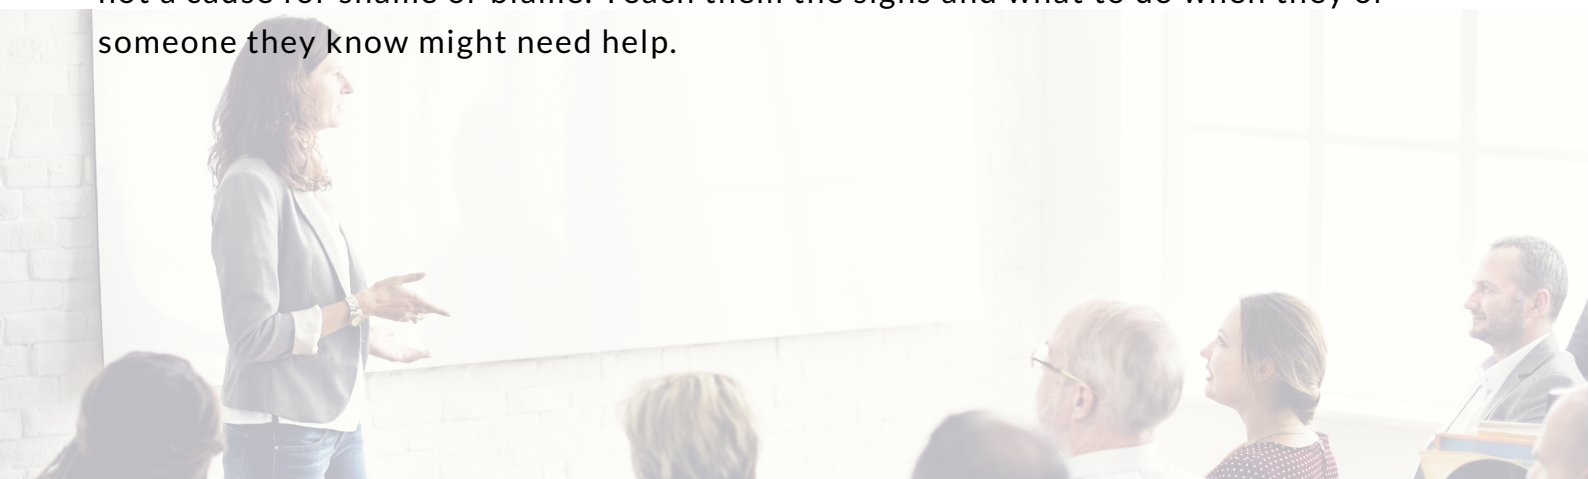 not a cause for shame or blame. Teach them the signs and what to do when they or
someone they know might need help.